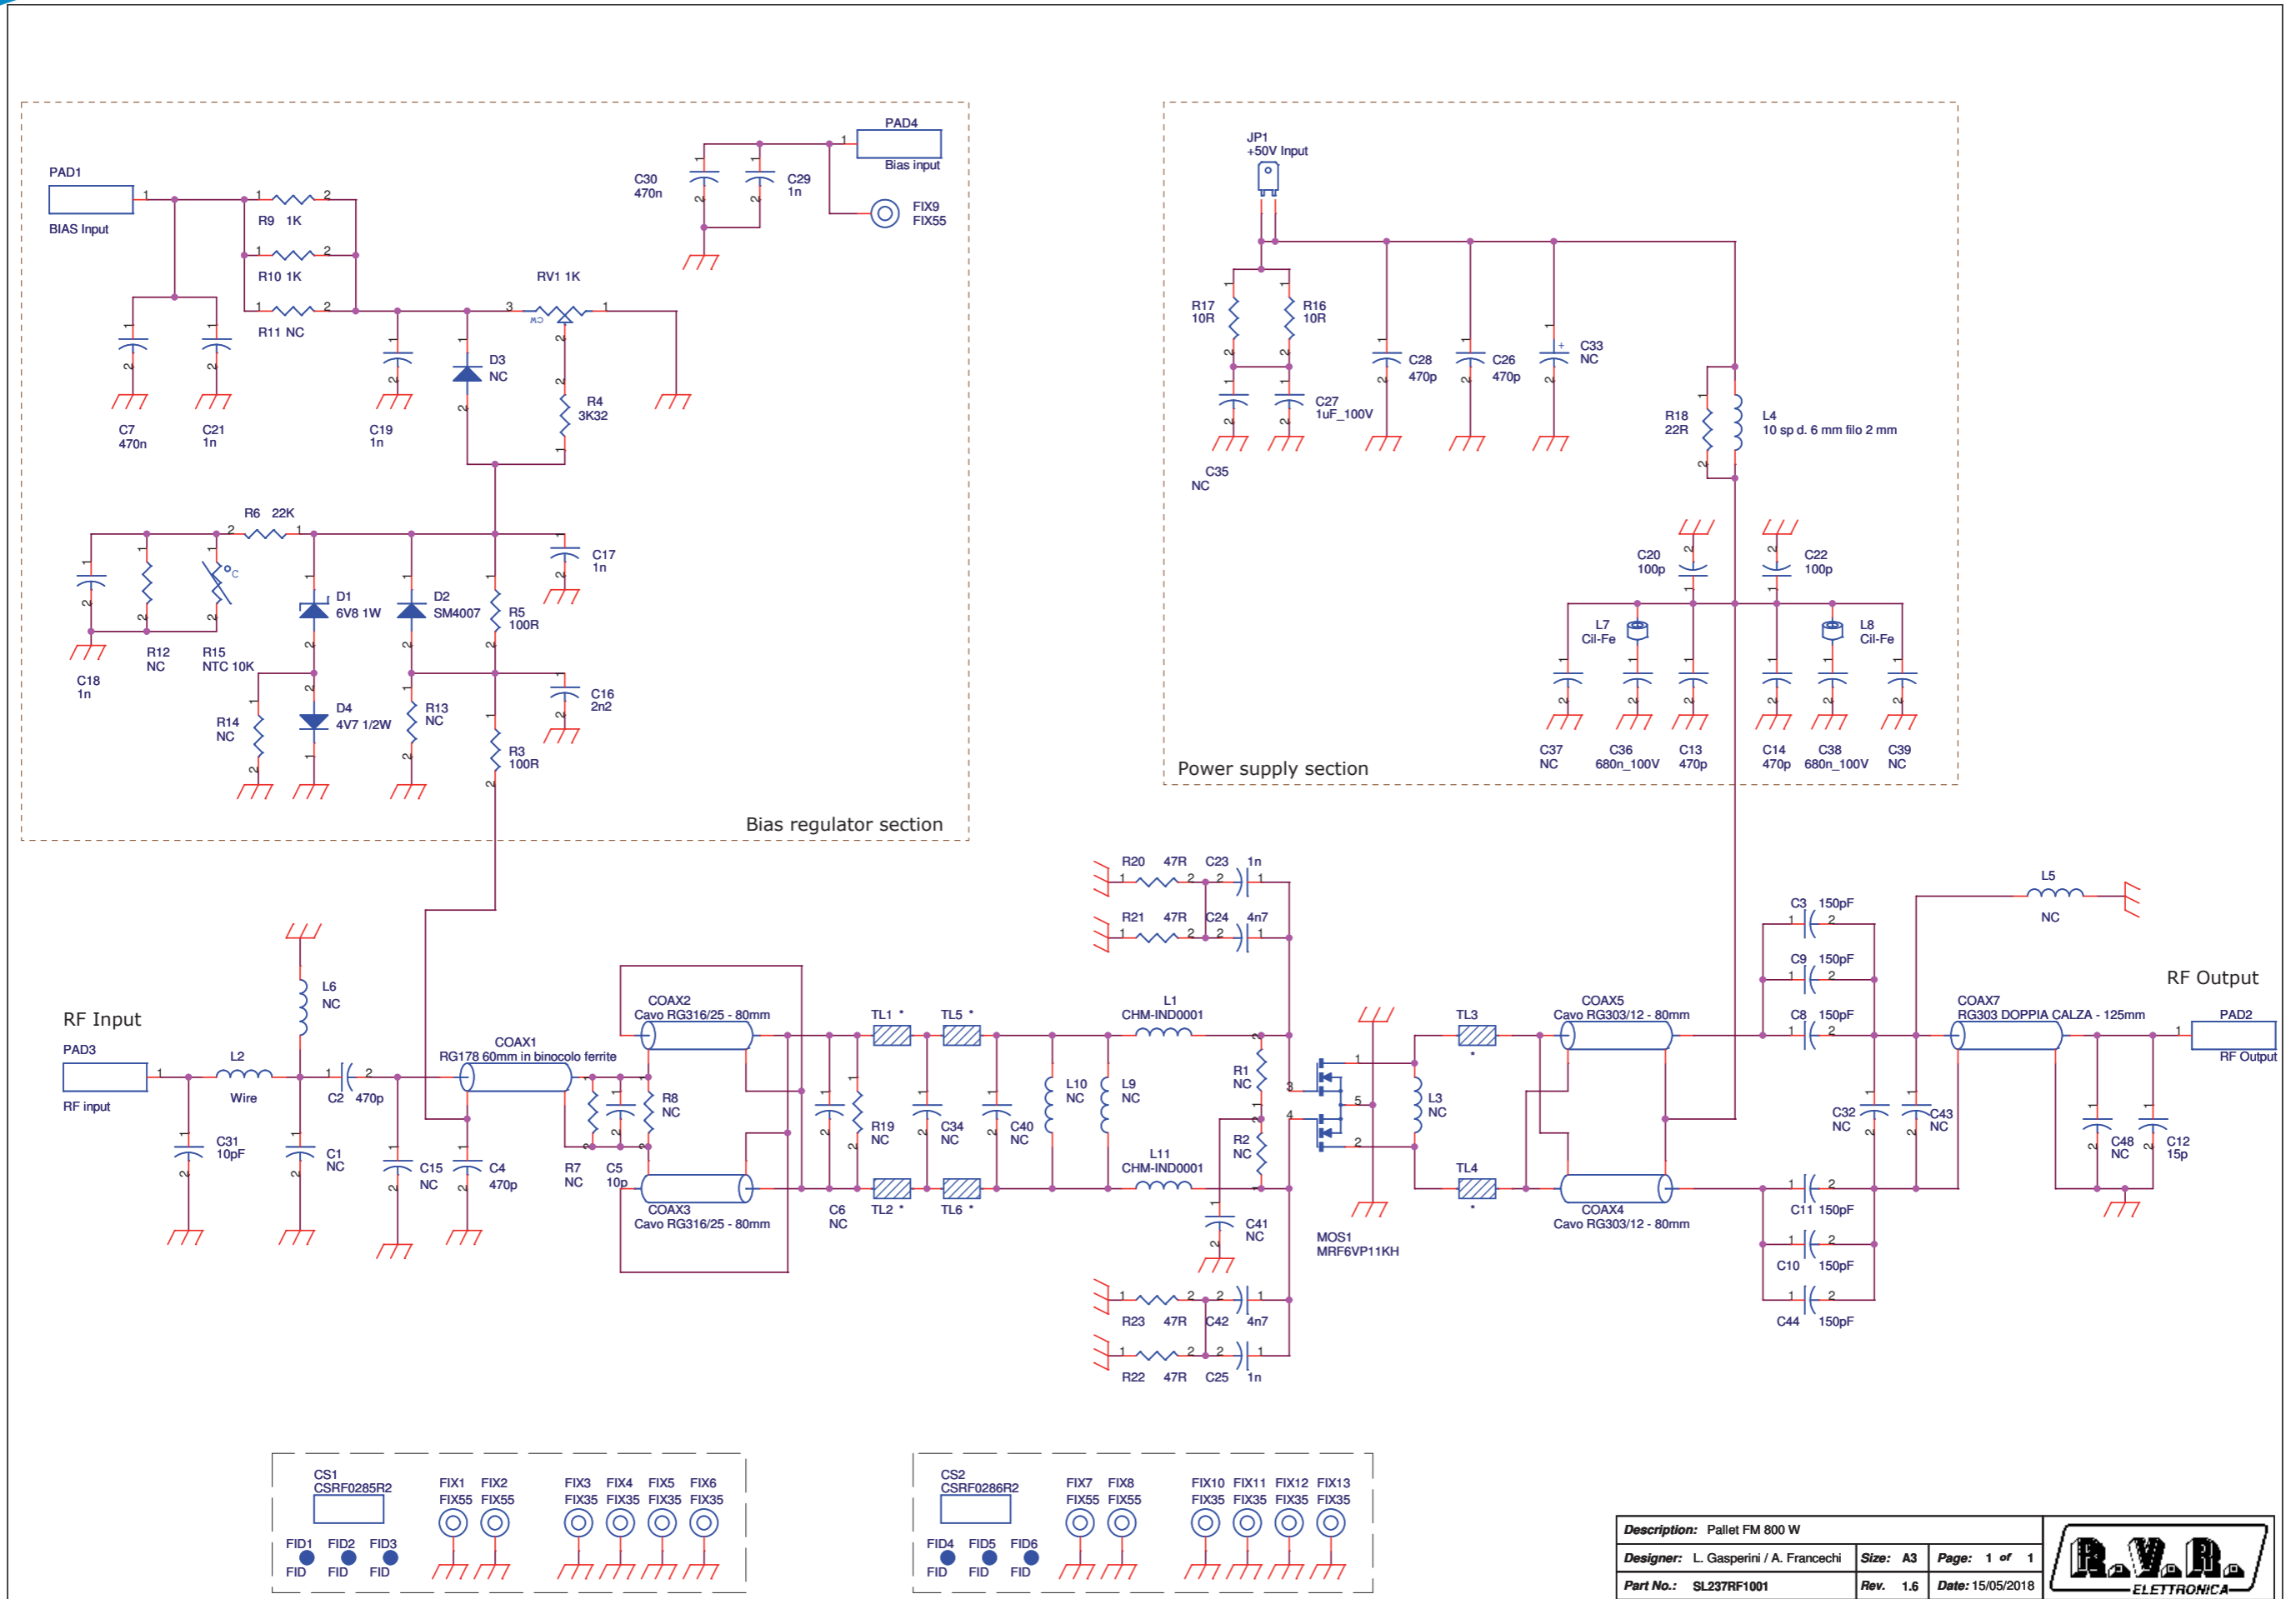 PAD1
BIAS Input
R9 1K
R10 1K
R11 NC
C7
470n
C21
1n
C19
1n
D3
NC
RV1 1K
CW
R4
3K32
C30
470n
C29
1n
PAD4
Bias input
FIX9
FIX55
R6 22K
°C
C18
1n
R12
NC
R15
NTC 10K
D1
6V8 1W
D2
SM4007
R5
100R
C17
1n
R14
NC
D4
4V7 1/2W
R13
NC
C16
2n2
R3
100R
Bias regulator section
JP1
+50V Input
R17
10R
R16
10R
C35
NC
C27
1uF_100V
C28
470p
C26
470p
C33
NC
R18
22R
L4
10 sp d. 6 mm filo 2 mm
C20
100p
C22
100p
L7
Cil-Fe
L8
Cil-Fe
C37
NC
C36
680n_100V
C13
470p
C14
470p
C38
680n_100V
C39
NC
Power supply section
RF Input
PAD3
RF input
L2
Wire
L6
NC
C31
10pF
C1
NC
C2 470p
C15
NC
C4
470p
COAX1
RG178 60mm in binocolo ferrite
R7
NC
C5
10p
R8
NC
COAX2
Cavo RG316/25 - 80mm
COAX3
Cavo RG316/25 - 80mm
C6
NC
R19
NC
TL1 *
TL5 *
TL2 *
TL6 *
C34
NC
C40
NC
L10
NC
L9
NC
L1
CHM-IND0001
L11
CHM-IND0001
R20 47R C23 1n
R21 47R C24 4n7
R1
NC
R2
NC
C41
NC
R23 47R C42 4n7
R22 47R C25 1n
MOS1
MRF6VP11KH
L3
NC
TL3
*
TL4
*
COAX5
Cavo RG303/12 - 80mm
COAX4
Cavo RG303/12 - 80mm
C3 150pF
C9 150pF
C8 150pF
C11 150pF
C10 150pF
C44 150pF
C32
NC
C43
NC
L5
NC
COAX7
RG303 DOPPIA CALZA - 125mm
C48
NC
C12
15p
RF Output
PAD2
RF Output
CS1
CSRF0285R2
FID1 FID2 FID3
FID FID FID
FIX1 FIX2 FIX3 FIX4 FIX5 FIX6
FIX55 FIX55 FIX35 FIX35 FIX35 FIX35
CS2
CSRF0286R2
FID4 FID5 FID6
FID FID FID
FIX7 FIX8 FIX10 FIX11 FIX12 FIX13
FIX55 FIX55 FIX35 FIX35 FIX35 FIX35
Description: Pallet FM 800 W
Designer: L. Gasperini / A. Francechi Size: A3 Page: 1 of 1
Part No.: SL237RF1001 Rev. 1.6 Date: 15/05/2018
R.V.R.
ELETTRONICA